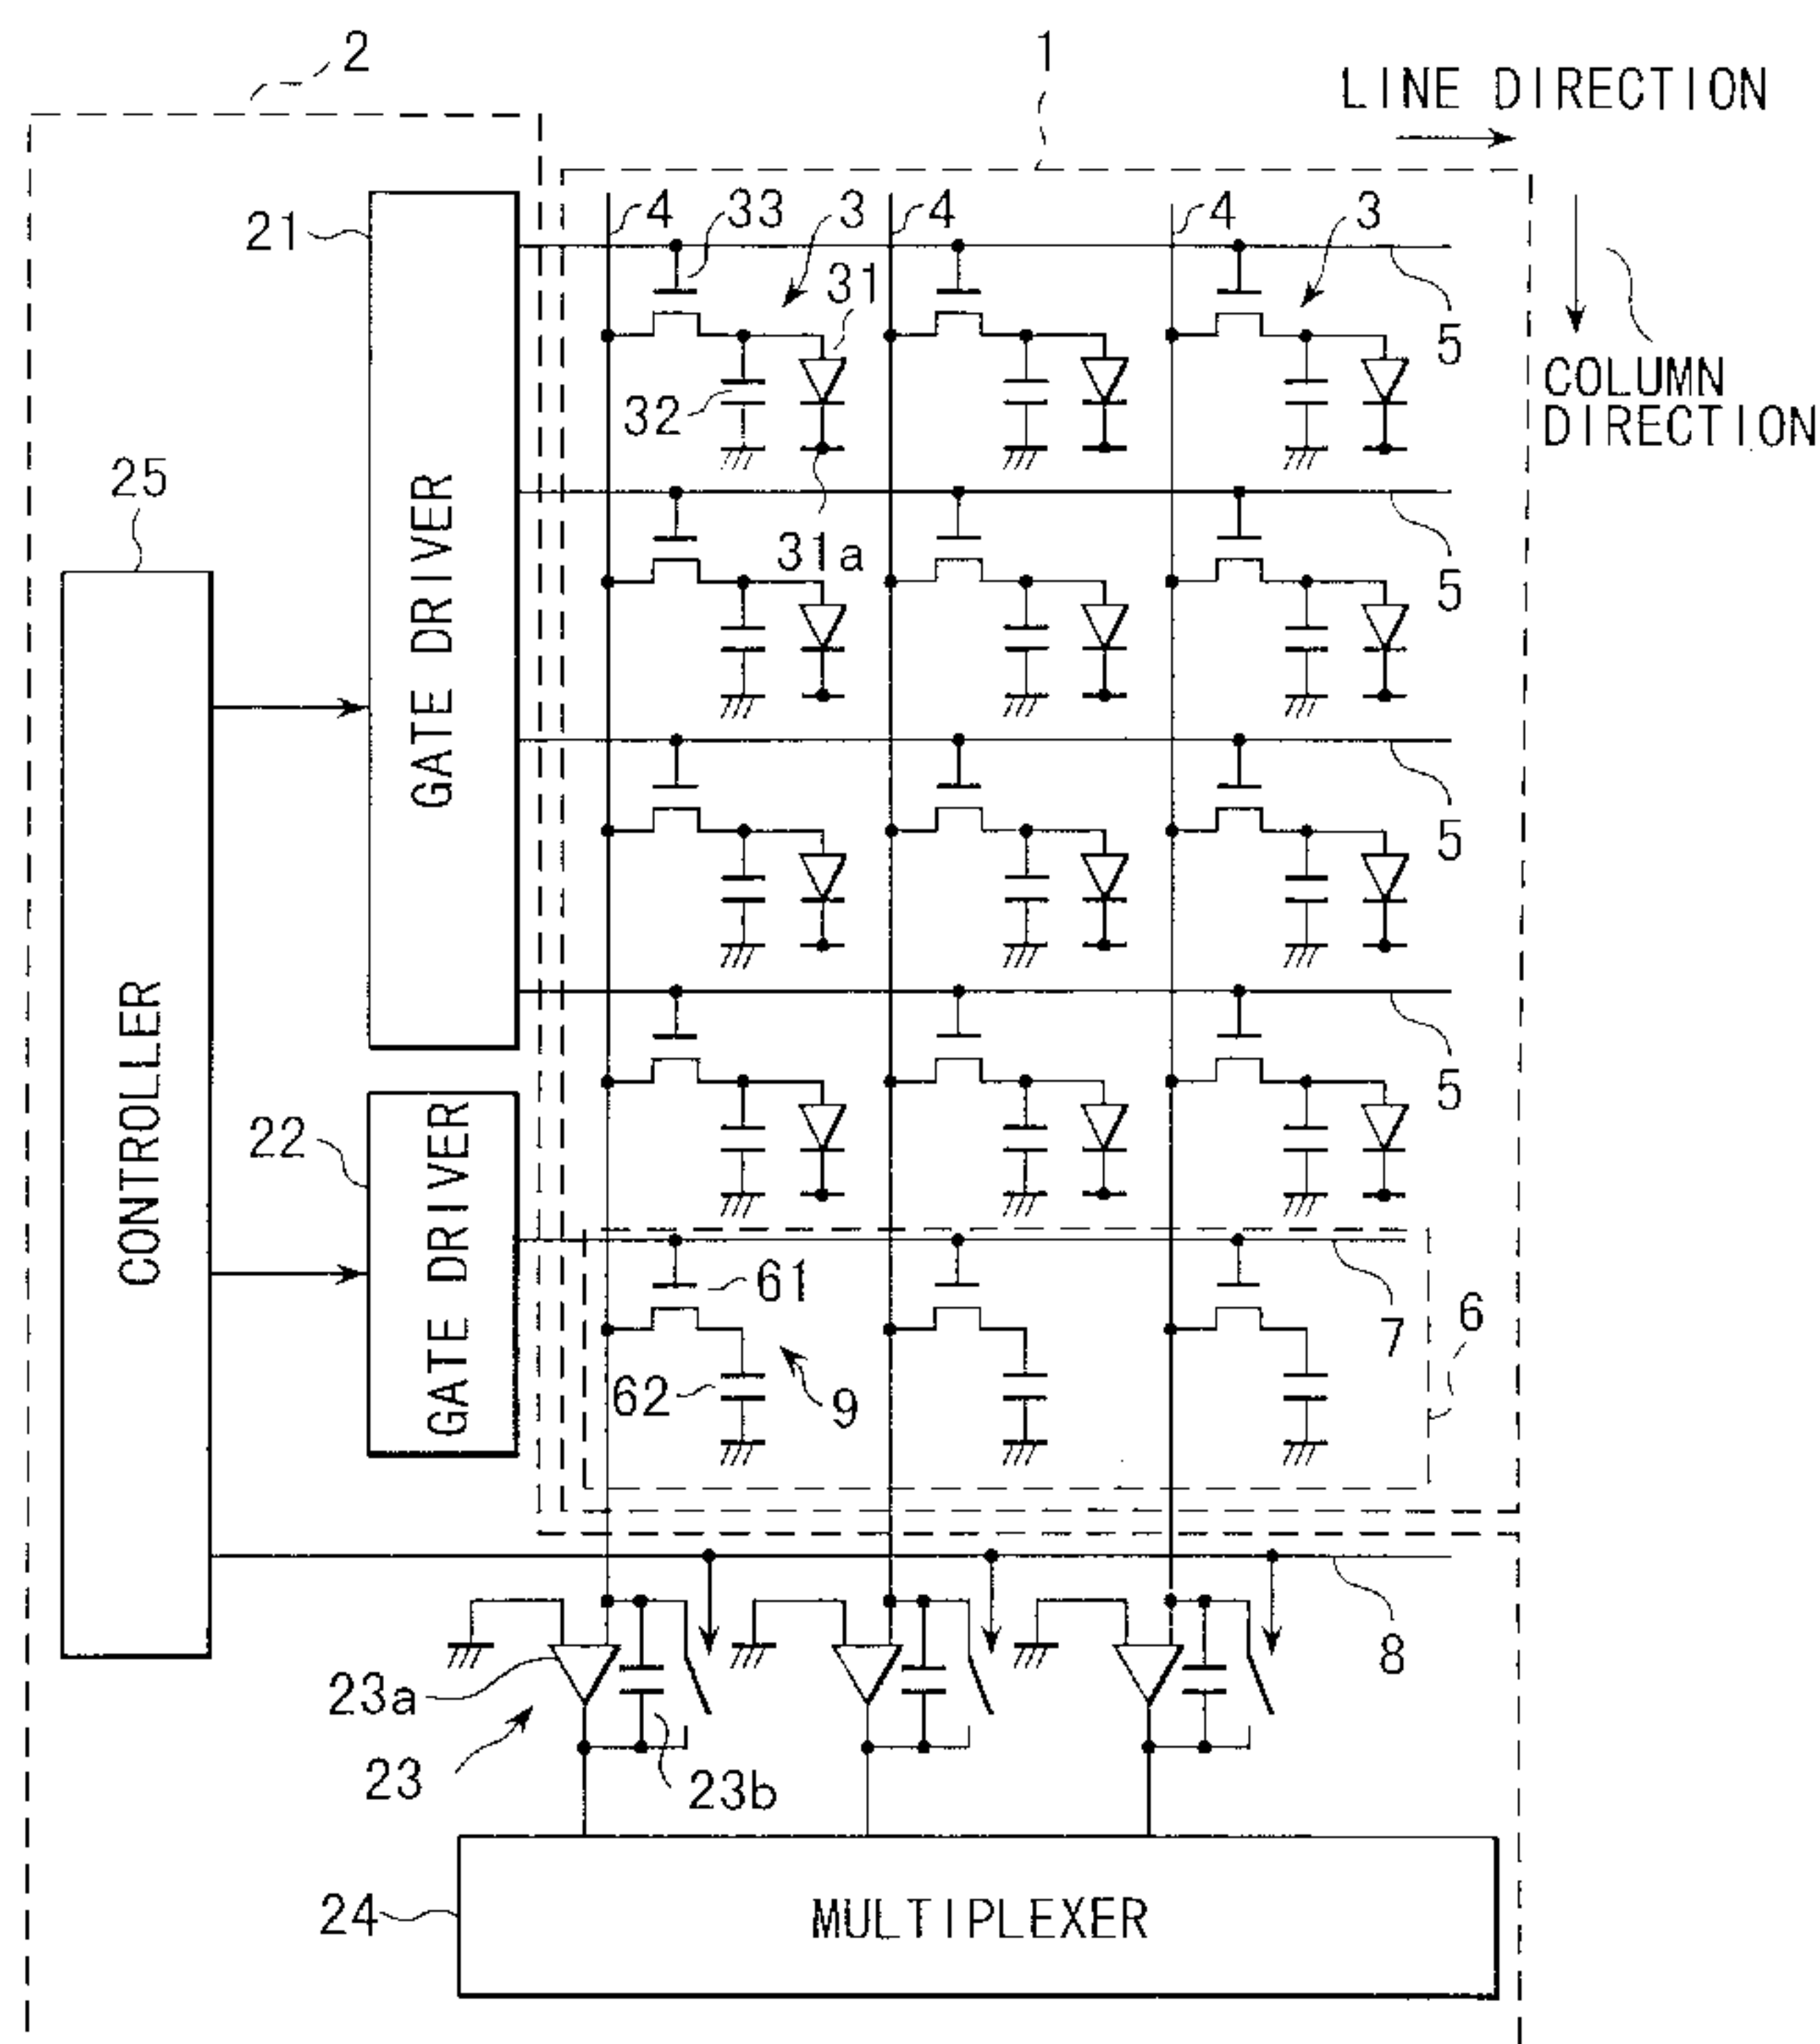 2
1
LINE DIRECTION
21
4
33
3
4
4
3
31
5
COLUMN
DIRECTION
32
25
31a
5
GATE DRIVER
5
CONTROLLER
5
22
GATE DRIVER
61
7
6
62
9
8
23a
23
23b
24
MULTIPLEXER